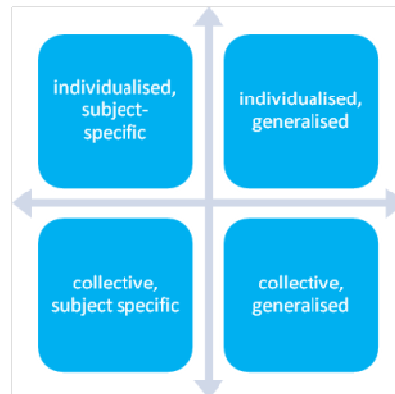 individualised,
subject-
specific
individualised,
generalised
collective,
subject specific
collective,
generalised